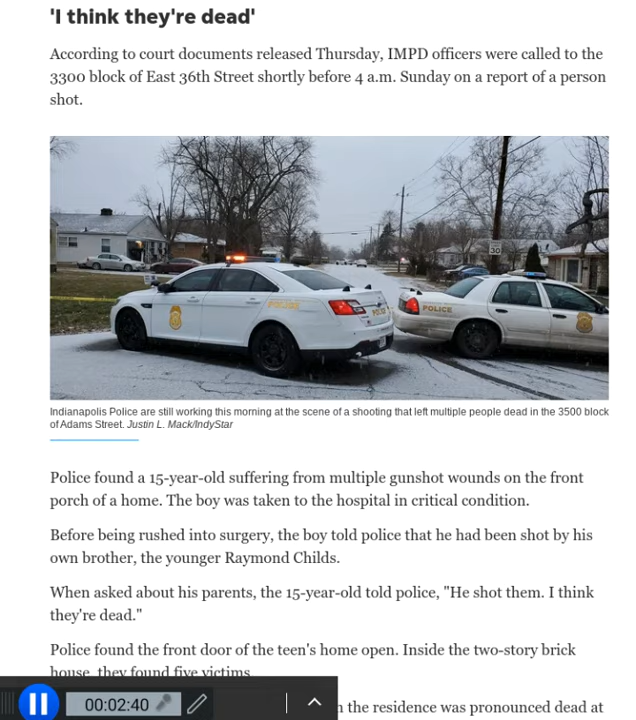 'I think they're dead'
According to court documents released Thursday, IMPD officers were called to the
3300 block of East 36th Street shortly before 4 a.m. Sunday on a report of a person
shot.
30
POLICE
POLICE
Indianapolis Police are still working this morning at the scene of a shooting that left multiple people dead in the 3500 block
of Adams Street. Justin L. Mack/IndyStar
Police found a 15-year-old suffering from multiple gunshot wounds on the front
porch of a home. The boy was taken to the hospital in critical condition.
Before being rushed into surgery, the boy told police that he had been shot by his
own brother, the younger Raymond Childs.
When asked about his parents, the 15-year-old told police, "He shot them. I think
they're dead."
Police found the front door of the teen's home open. Inside the two-story brick
house, they found five victims.
the residence was pronounced dead at
00:02:40